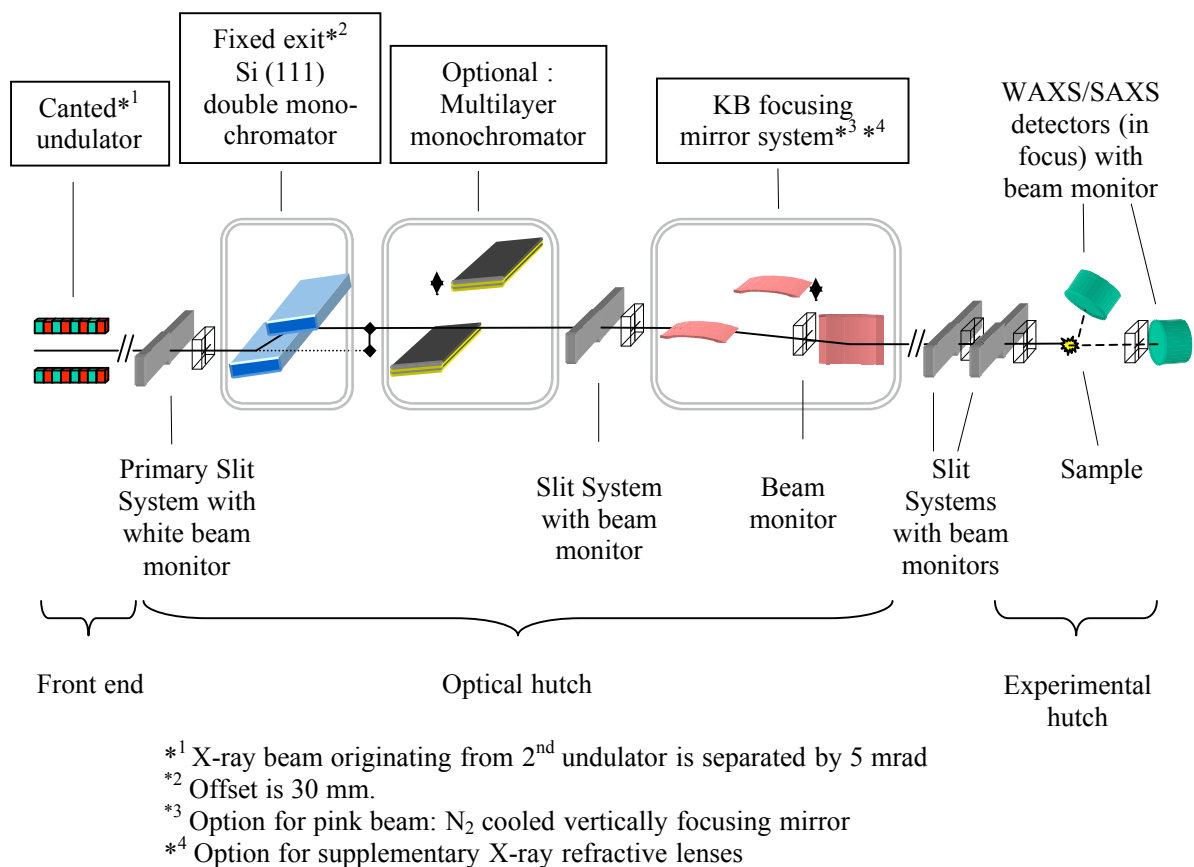 Canted*1
undulator
Fixed exit*2
Si (111)
double mono-
chromator
Optional :
Multilayer
monochromator
KB focusing
mirror system*3 *4
WAXS/SAXS
detectors (in
focus) with
beam monitor
Primary Slit
System with
white beam
monitor
Slit System
with beam
monitor
Beam
monitor
Slit
Systems
with beam
monitors
Sample
Front end
Optical hutch
Experimental
hutch
*1 X-ray beam originating from 2nd undulator is separated by 5 mrad
*2 Offset is 30 mm.
*3 Option for pink beam: N2 cooled vertically focusing mirror
*4 Option for supplementary X-ray refractive lenses